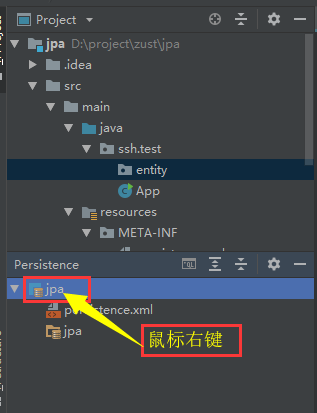 Project
jpa D:\project\zust\jpa
.idea
src
main
java
ssh.test
entity
App
resources
META-INF
Persistence
jpa
persistence.xml
jpa
鼠标右键